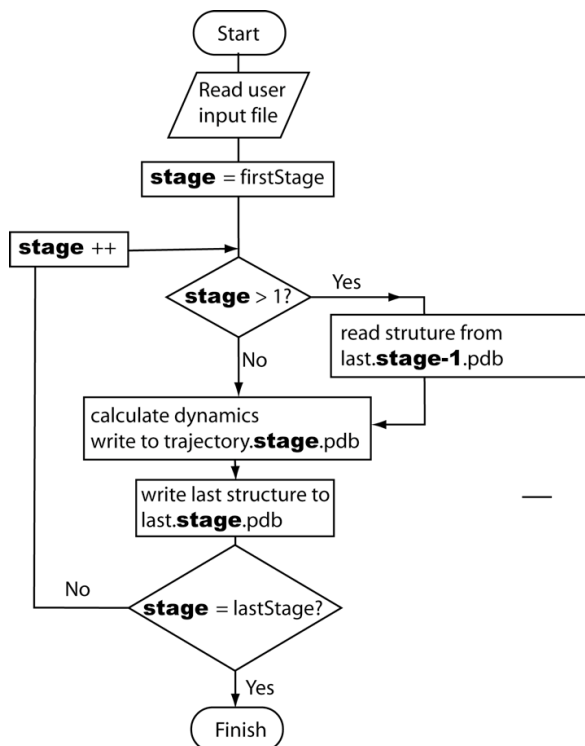 Start
Read user
input file
stage = firstStage
stage ++
stage > 1?
Yes
read struture from
last.stage-1.pdb
No
calculate dynamics
write to trajectory.stage.pdb
write last structure to
last.stage.pdb
No
stage = lastStage?
Yes
Finish